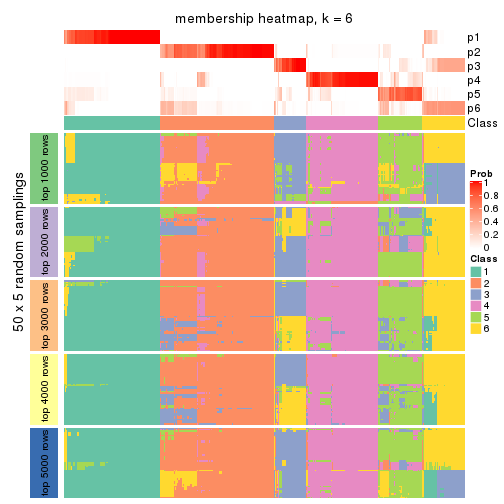 membership heatmap, k = 6
p1
p2
p3
p4
p5
p6
Class
50 x 5 random samplings
top 1000 rows
top 2000 rows
top 3000 rows
top 4000 rows
top 5000 rows
Prob
1
0.8
0.6
0.4
0.2
0
Class
1
2
3
4
5
6